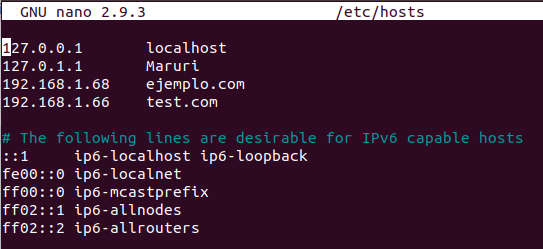 GNU nano 2.9.3 /etc/hosts
127.0.0.1 localhost
127.0.1.1 Maruri
192.168.1.68 ejemplo.com
192.168.1.66 test.com
# The following lines are desirable for IPv6 capable hosts
::1 ip6-localhost ip6-loopback
fe00::0 ip6-localnet
ff00::0 ip6-mcastprefix
ff02::1 ip6-allnodes
ff02::2 ip6-allrouters